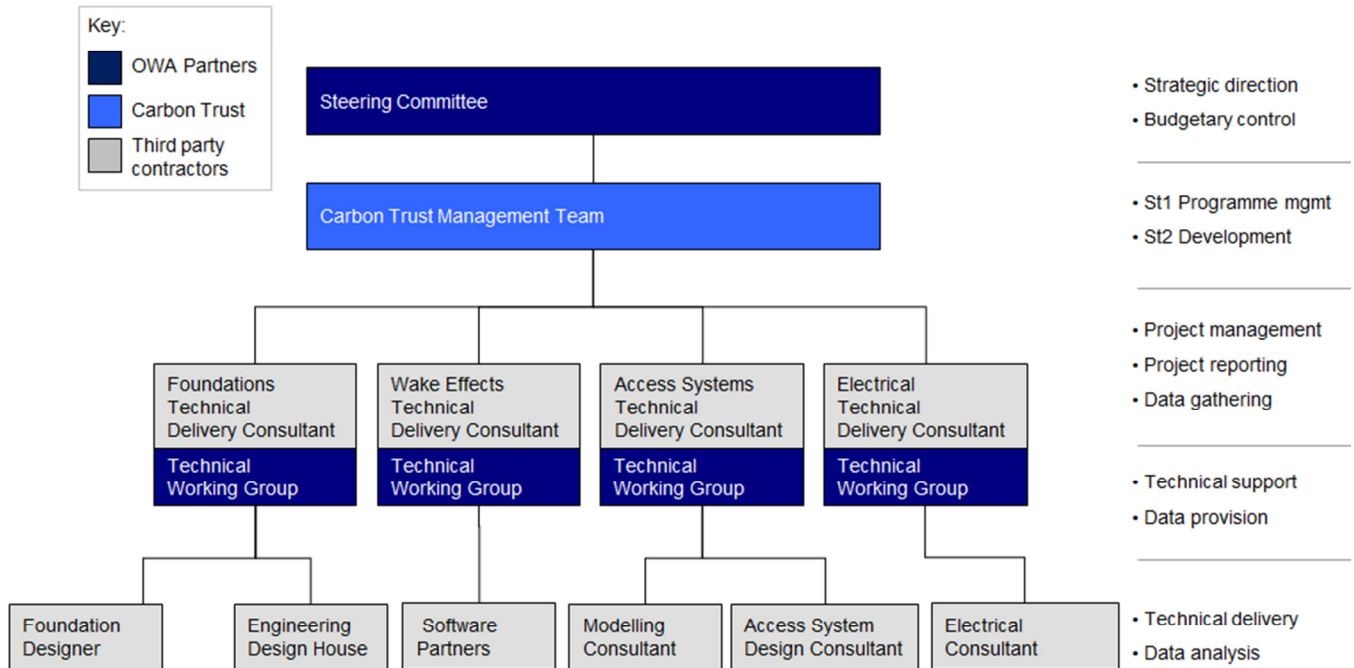 Key:
OWA Partners
Carbon Trust
Third party
contractors
Steering Committee
• Strategic direction
• Budgetary control
Carbon Trust Management Team
• St1 Programme mgmt
• St2 Development
Foundations
Technical
Delivery Consultant
Wake Effects
Technical
Delivery Consultant
Access Systems
Technical
Delivery Consultant
Electrical
Technical
Delivery Consultant
• Project management
• Project reporting
• Data gathering
Technical
Working Group
Technical
Working Group
Technical
Working Group
Technical
Working Group
• Technical support
• Data provision
Foundation
Designer
Engineering
Design House
Software
Partners
Modelling
Consultant
Access System
Design Consultant
Electrical
Consultant
• Technical delivery
• Data analysis